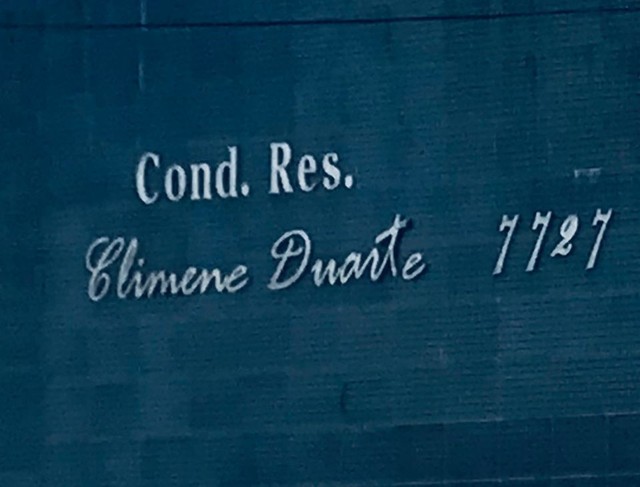 Cond. Res.
Climene Duarte 7727